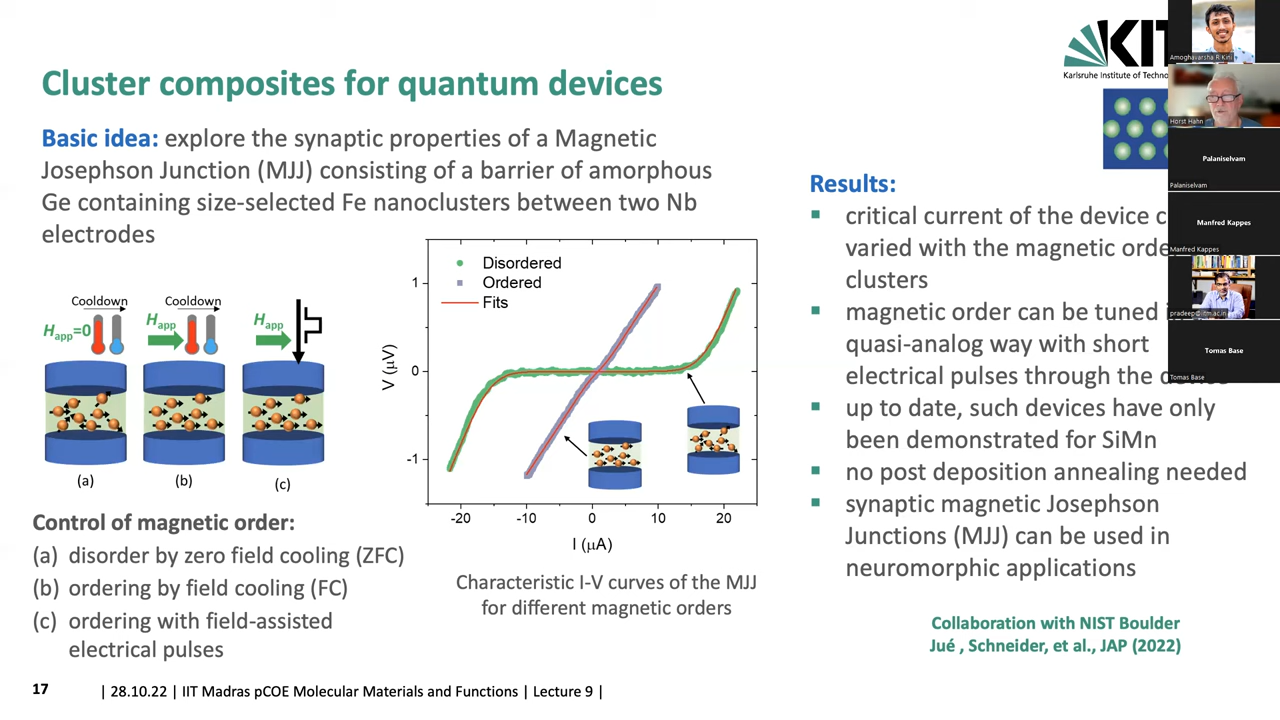 KIT
Karlsruhe Institute of Technol
Cluster composites for quantum devices
Basic idea: explore the synaptic properties of a Magnetic
Josephson Junction (MJJ) consisting of a barrier of amorphous
Ge containing size-selected Fe nanoclusters between two Nb
electrodes
Cooldown
Cooldown
Happ=0
Happ
Happ
(a)
(b)
(c)
Control of magnetic order:
(a) disorder by zero field cooling (ZFC)
(b) ordering by field cooling (FC)
(c) ordering with field-assisted
electrical pulses
Disordered
Ordered
Fits
V (μV)
1
0
-1
-20
-10
0
10
20
I (μA)
Characteristic I-V curves of the MJJ
for different magnetic orders
Results:
▪ critical current of the device c
varied with the magnetic orde
clusters
▪ magnetic order can be tuned
quasi-analog way with short
electrical pulses through the
▪ up to date, such devices have only
been demonstrated for SiMn
▪ no post deposition annealing needed
▪ synaptic magnetic Josephson
Junctions (MJJ) can be used in
neuromorphic applications
Collaboration with NIST Boulder
Jué , Schneider, et al., JAP (2022)
17 | 28.10.22 | IIT Madras pCOE Molecular Materials and Functions | Lecture 9 |
Amoghavarsha R Kini
Horst Hahn
Palaniselvam
Palaniselvam
Manfred Kappes
Manfred Kappes
pradeep@iitm.ac.in
Tomas Base
Tomas Base